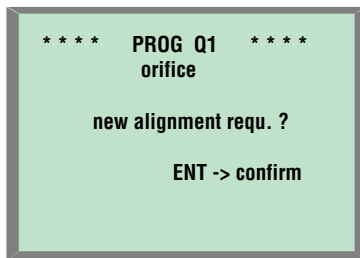 * * * * PROG Q1 * * * *
orifice
new alignment requ. ?
ENT -> confirm